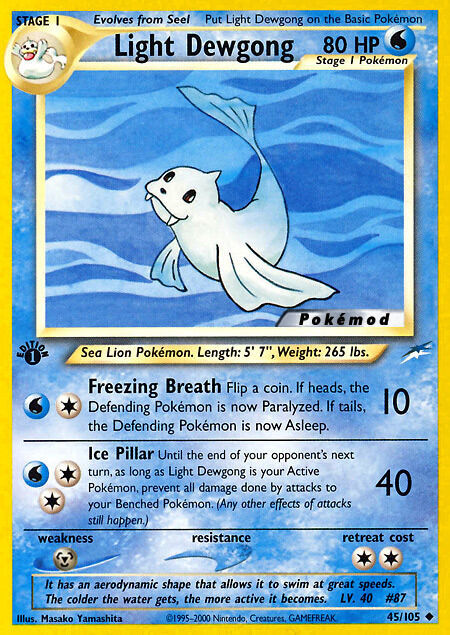 STAGE 1 Evolves from Seel Put Light Dewgong on the Basic Pokémon
Light Dewgong 80 HP
Stage 1 Pokémon
Pokémod
EDITION
1
Sea Lion Pokémon. Length: 5' 7", Weight: 265 lbs.
Freezing Breath Flip a coin. If heads, the
Defending Pokémon is now Paralyzed. If tails,
the Defending Pokémon is now Asleep.
10
Ice Pillar Until the end of your opponent's next
turn, as long as Light Dewgong is your Active
Pokémon, prevent all damage done by attacks to
your Benched Pokémon. (Any other effects of attacks
still happen.)
40
weakness resistance retreat cost
It has an aerodynamic shape that allows it to swim at great speeds.
The colder the water gets, the more active it becomes. LV. 40 #87
Illus. Masako Yamashita ©1995-2000 Nintendo, Creatures, GAMEFREAK. 45/105